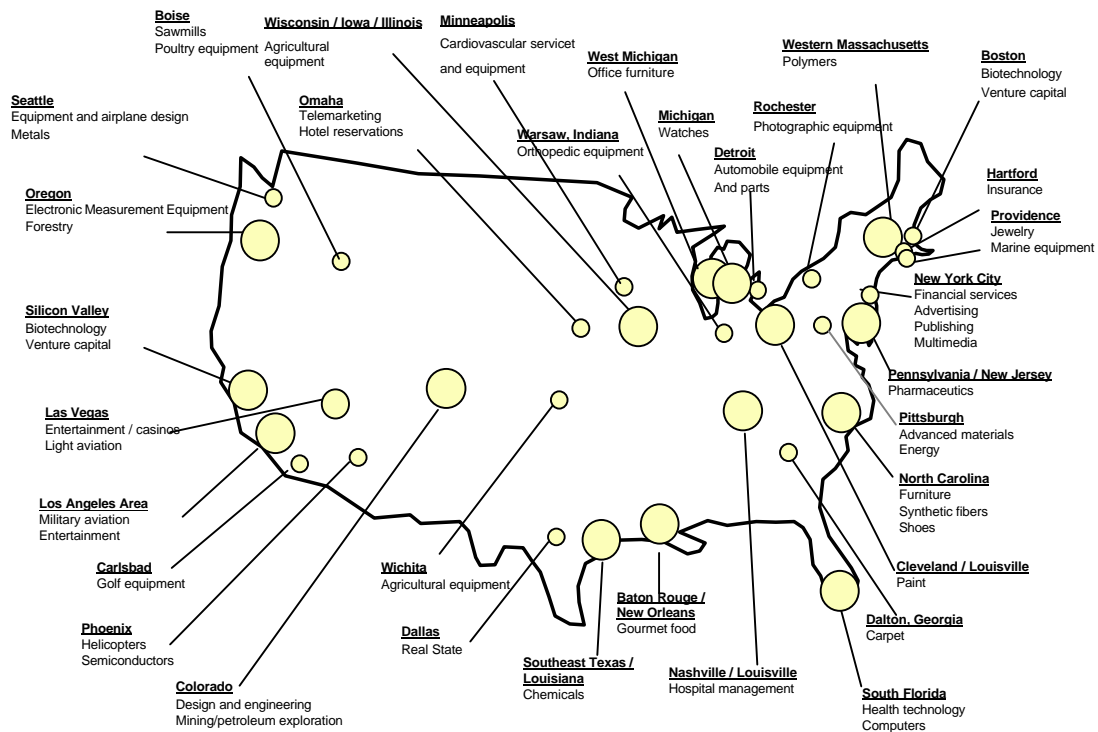 Boise
Sawmills
Poultry equipment
Wisconsin / Iowa / Illinois
Agricultural
equipment
Minneapolis
Cardiovascular servicet
and equipment
West Michigan
Office furniture
Western Massachusetts
Polymers
Boston
Biotechnology
Venture capital
Seattle
Equipment and airplane design
Metals
Omaha
Telemarketing
Hotel reservations
Warsaw, Indiana
Orthopedic equipment
Michigan
Watches
Rochester
Photographic equipment
Detroit
Automobile equipment
And parts
Hartford
Insurance
Providence
Jewelry
Marine equipment
Oregon
Electronic Measurement Equipment
Forestry
New York City
Financial services
Advertising
Publishing
Multimedia
Silicon Valley
Biotechnology
Venture capital
Pennsylvania / New Jersey
Pharmaceutics
Las Vegas
Entertainment / casinos
Light aviation
Pittsburgh
Advanced materials
Energy
North Carolina
Furniture
Synthetic fibers
Shoes
Los Angeles Area
Military aviation
Entertainment
Carlsbad
Golf equipment
Wichita
Agricultural equipment
Cleveland / Louisville
Paint
Baton Rouge /
New Orleans
Gourmet food
Dalton, Georgia
Carpet
Phoenix
Helicopters
Semiconductors
Dallas
Real State
Southeast Texas /
Louisiana
Chemicals
Nashville / Louisville
Hospital management
Colorado
Design and engineering
Mining/petroleum exploration
South Florida
Health technology
Computers